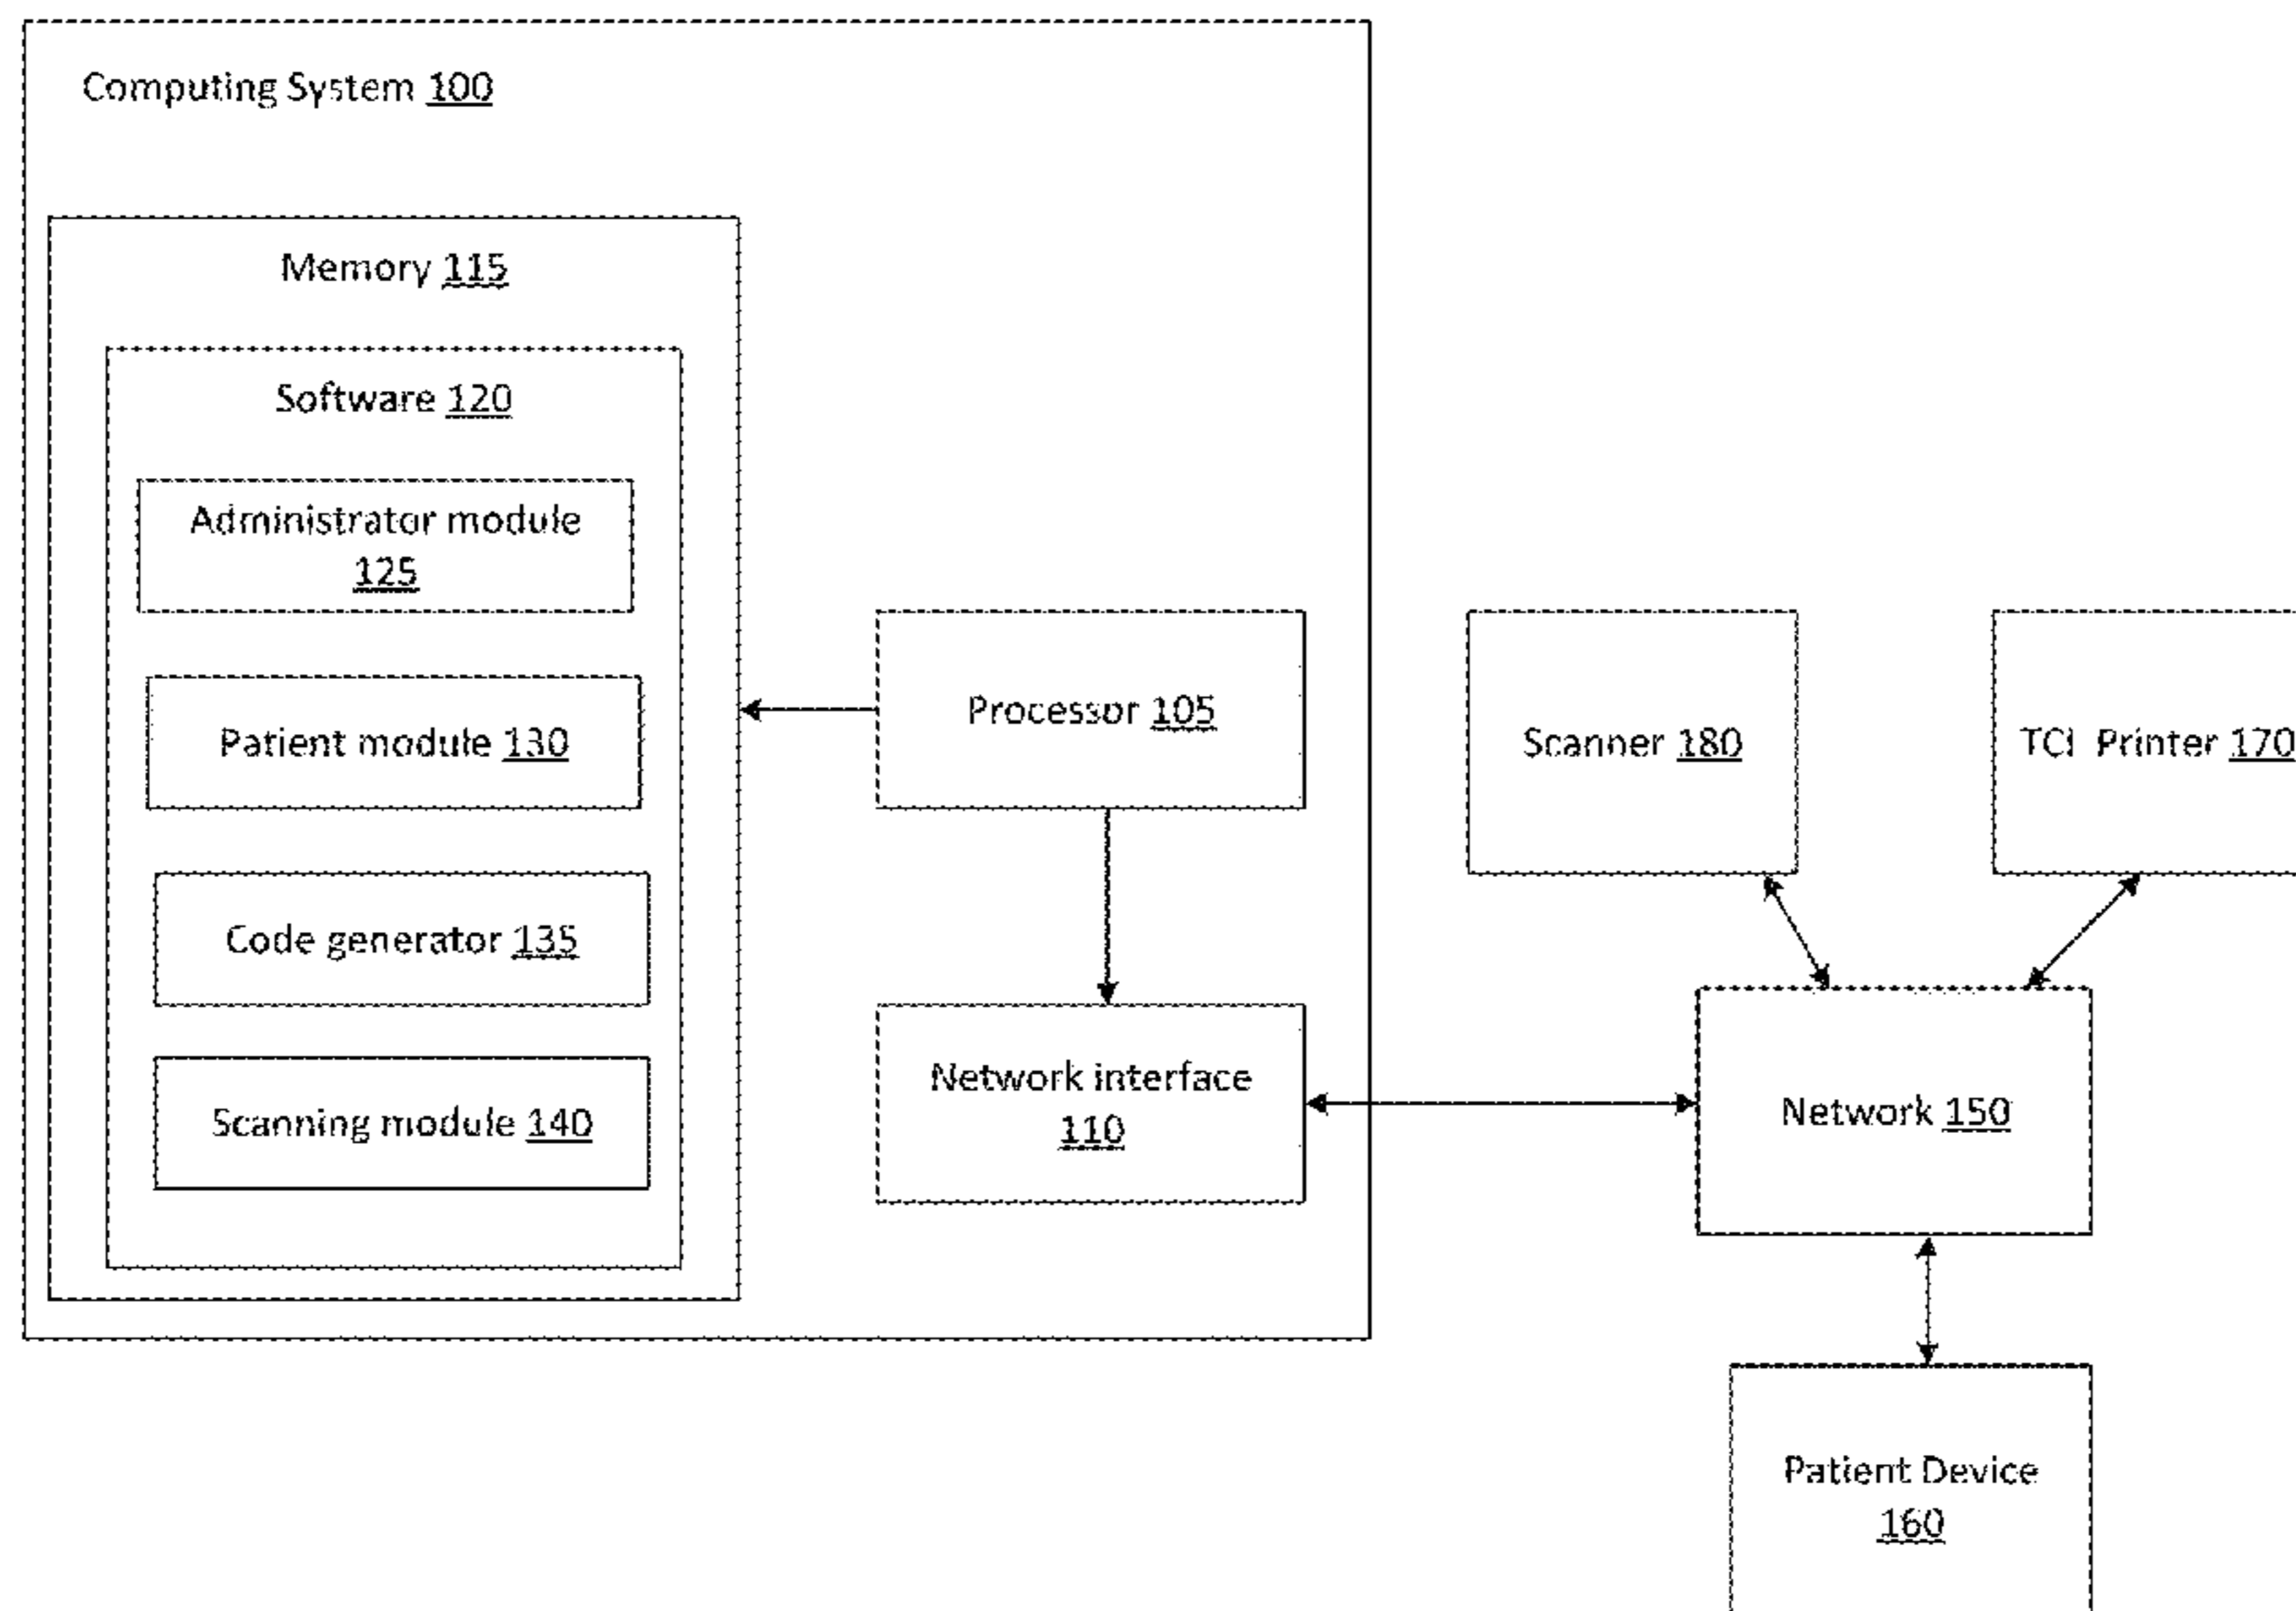 Computing System 100
Memory 115
Software 120
Administrator module
125
Patient module 130
Code generator 135
Scanning module 140
Processor 105
Network interface
110
Scanner 180
TCI Printer 170
Network 150
Patient Device
160